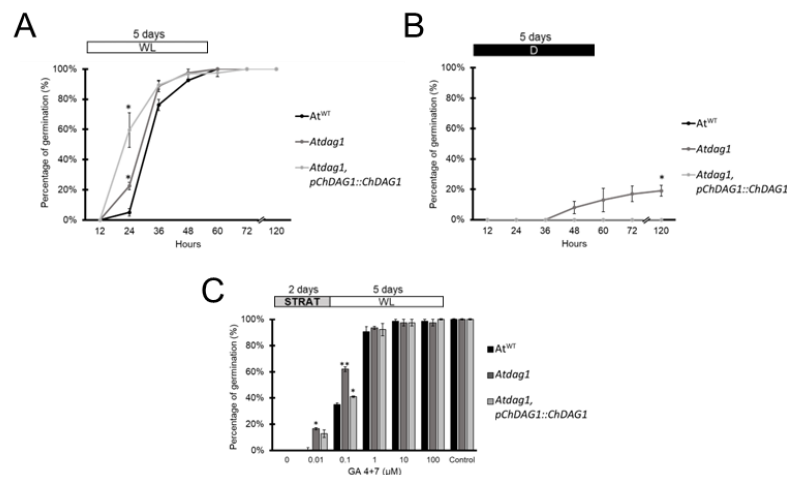 A
5 days
WL
Percentage of germination (%)
100%
80%
60%
40%
20%
0%
*
*
12 24 36 48 60 72 120
Hours
At^WT
Atdag1
Atdag1,
pChDAG1::ChDAG1
B
5 days
D
Percentage of germination (%)
100%
80%
60%
40%
20%
0%
*
12 24 36 48 60 72 120
Hours
At^WT
Atdag1
Atdag1,
pChDAG1::ChDAG1
C
2 days 5 days
STRAT WL
Percentage of germination (%)
100%
80%
60%
40%
20%
0%
*
**
*
0 0.01 0.1 1 10 100 Control
GA 4+7 (µM)
At^WT
Atdag1
Atdag1,
pChDAG1::ChDAG1